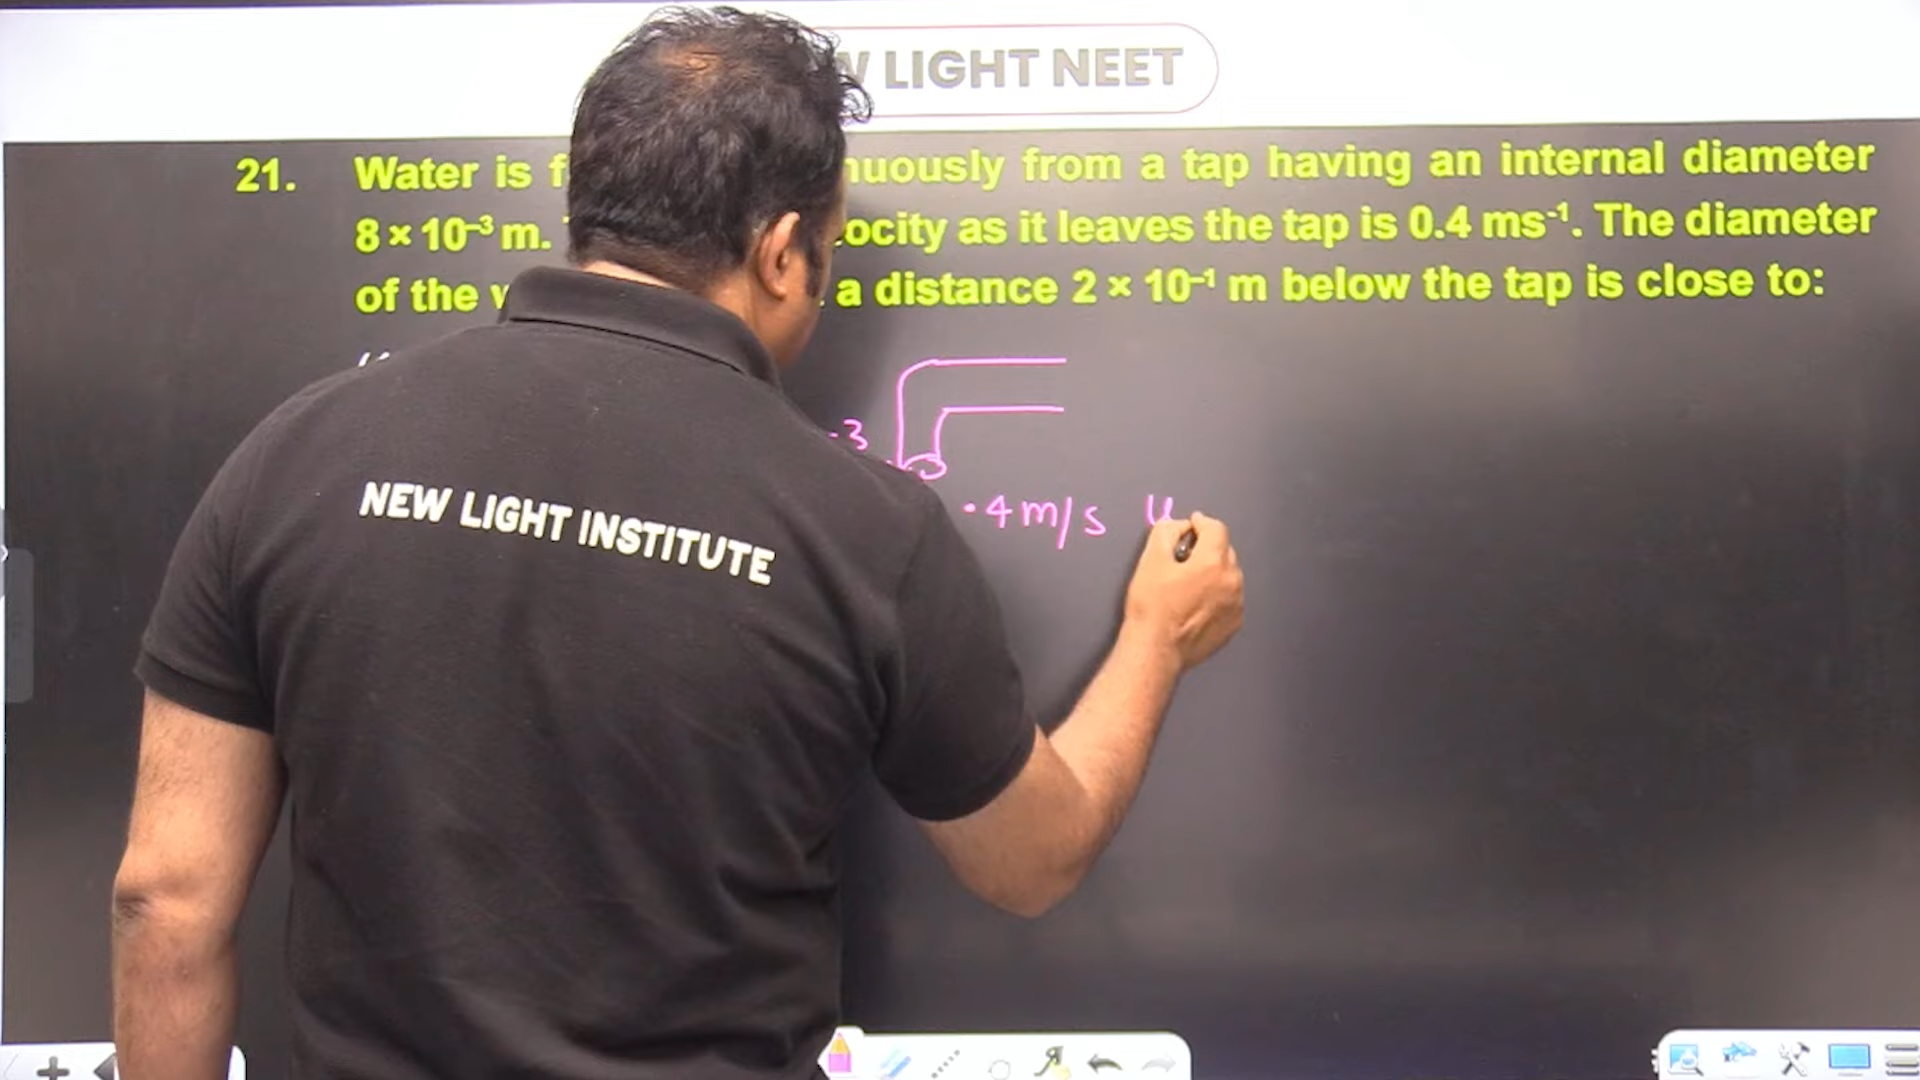 LIGHT NEET
21. Water is from a tap having an internal diameter
8 × 10⁻³ m. as it leaves the tap is 0.4 ms⁻¹. The diameter
of the a distance 2 × 10⁻¹ m below the tap is close to:
-3
.4 m/s u
NEW LIGHT INSTITUTE